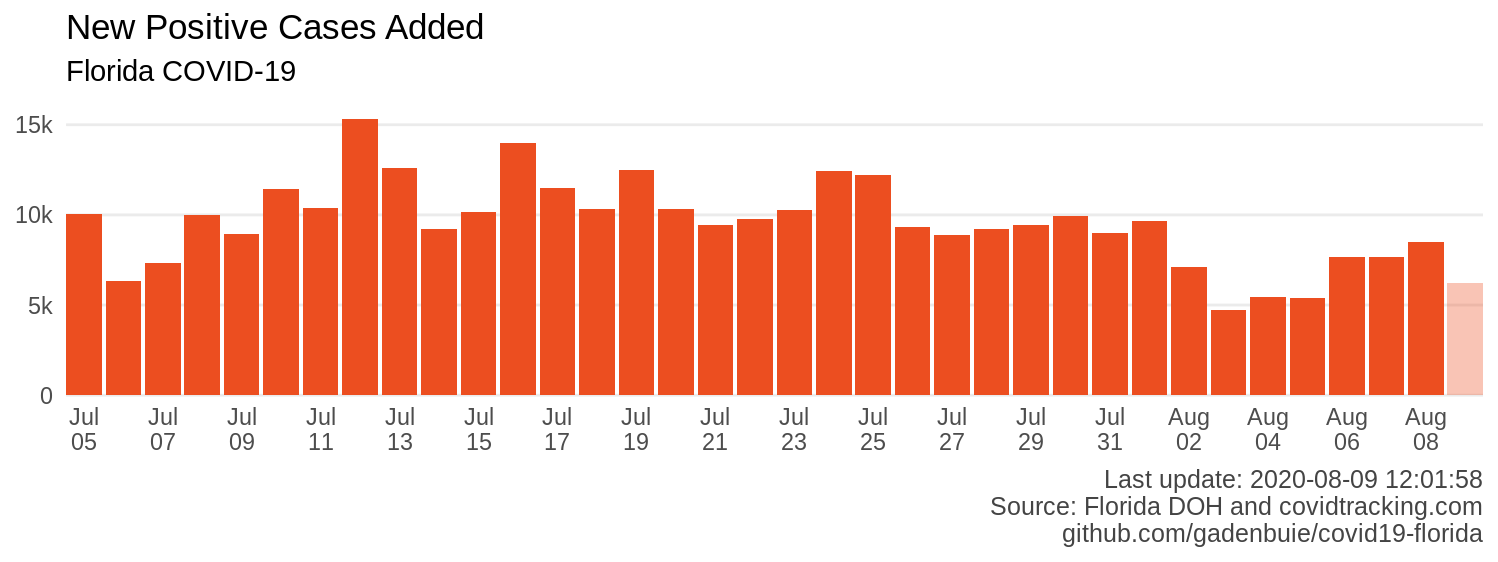 New Positive Cases Added
Florida COVID-19
15k
10k
5k
0
Jul Jul Jul Jul Jul Jul Jul Jul Jul Jul Jul Jul Jul Jul Aug Aug Aug Aug
05 07 09 11 13 15 17 19 21 23 25 27 29 31 02 04 06 08
Last update: 2020-08-09 12:01:58
Source: Florida DOH and covidtracking.com
github.com/gadenbuie/covid19-florida